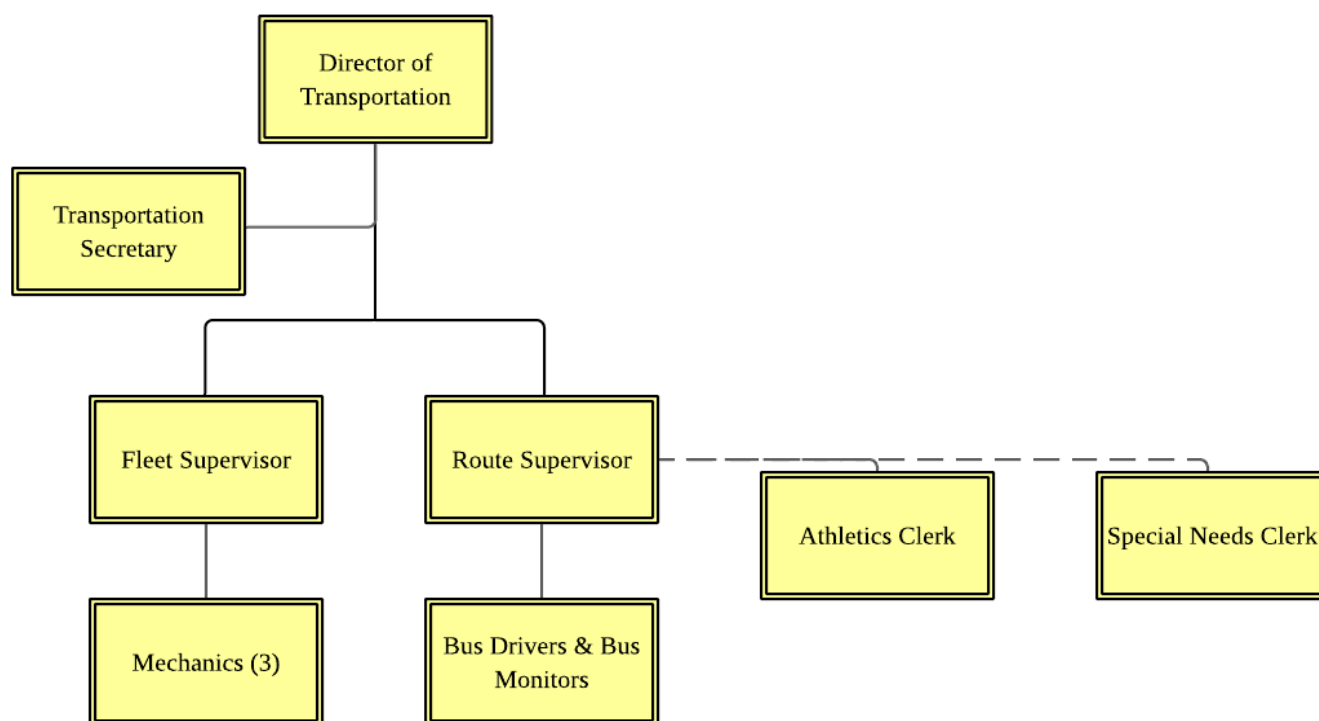 Director of
Transportation
Transportation
Secretary
Fleet Supervisor
Route Supervisor
Athletics Clerk
Special Needs Clerk
Mechanics (3)
Bus Drivers & Bus
Monitors